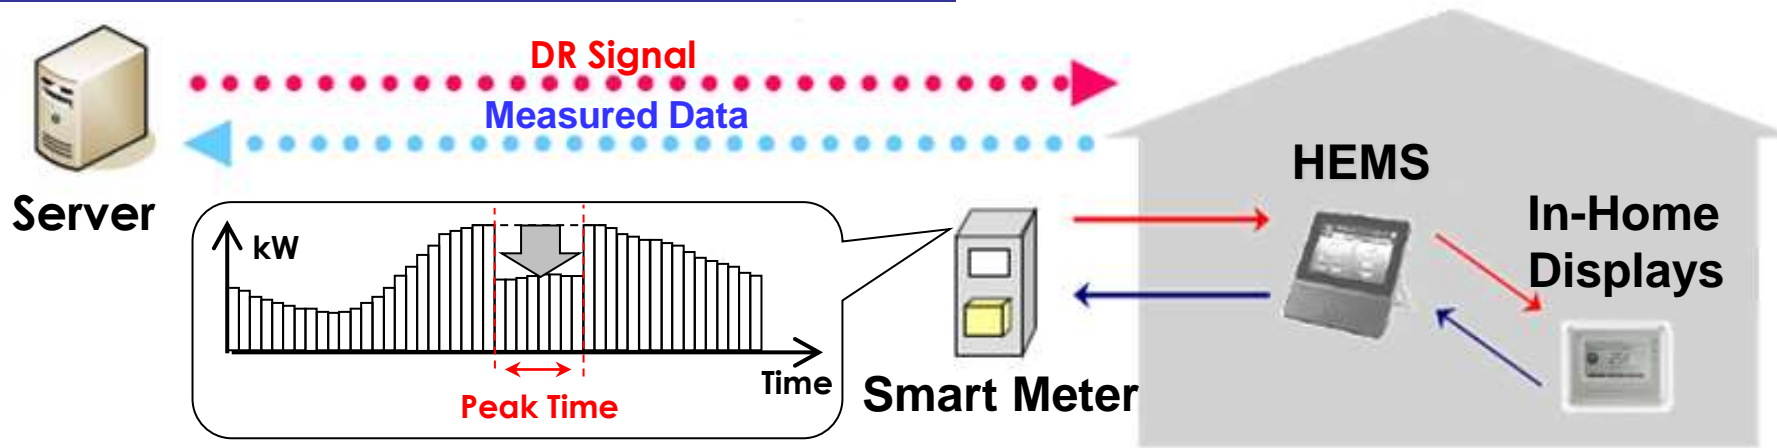 DR Signal
Measured Data
Server
HEMS
In-Home
Displays
kW
Time
Peak Time
Smart Meter